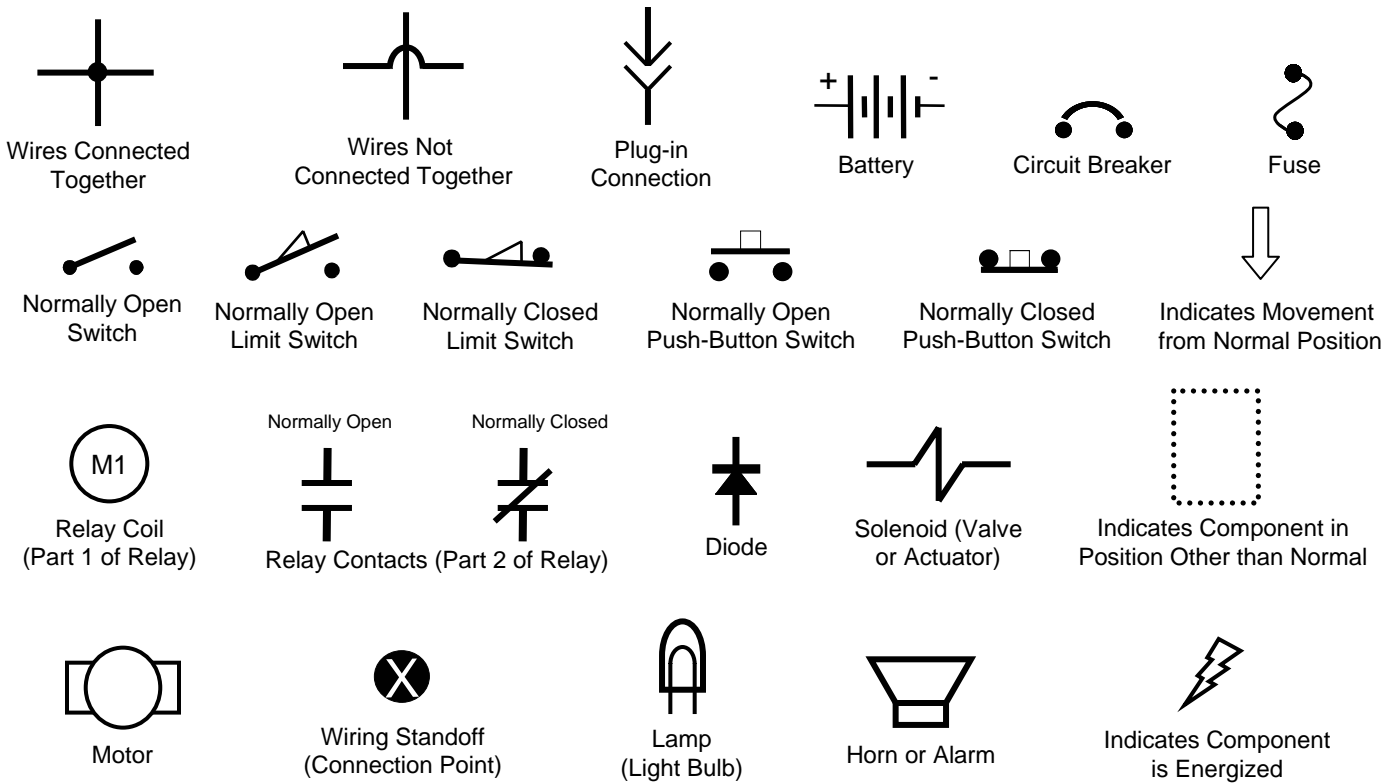 Wires Connected
Together
Wires Not
Connected Together
Plug-in
Connection
+ -
Battery
Circuit Breaker
Fuse
Normally Open
Switch
Normally Open
Limit Switch
Normally Closed
Limit Switch
Normally Open
Push-Button Switch
Normally Closed
Push-Button Switch
Indicates Movement
from Normal Position
M1
Relay Coil
(Part 1 of Relay)
Normally Open
Normally Closed
Relay Contacts (Part 2 of Relay)
Diode
Solenoid (Valve
or Actuator)
Indicates Component in
Position Other than Normal
Motor
X
Wiring Standoff
(Connection Point)
Lamp
(Light Bulb)
Horn or Alarm
Indicates Component
is Energized